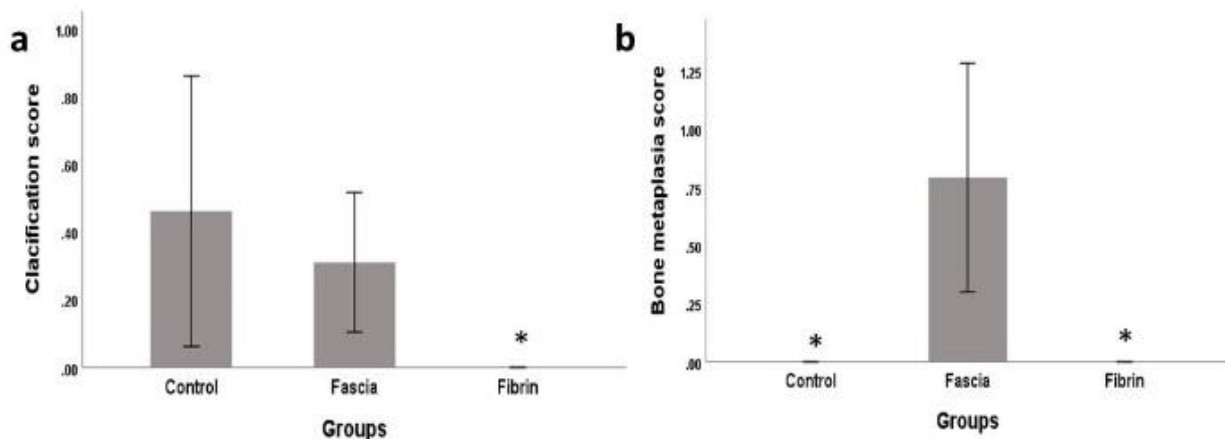 a
Clacification score
1.00
.80
.60
.40
.20
.00
*
Control
Fascia
Fibrin
Groups
b
Bone metaplasia score
1.25
1.00
.75
.50
.25
.00
*
*
Control
Fascia
Fibrin
Groups